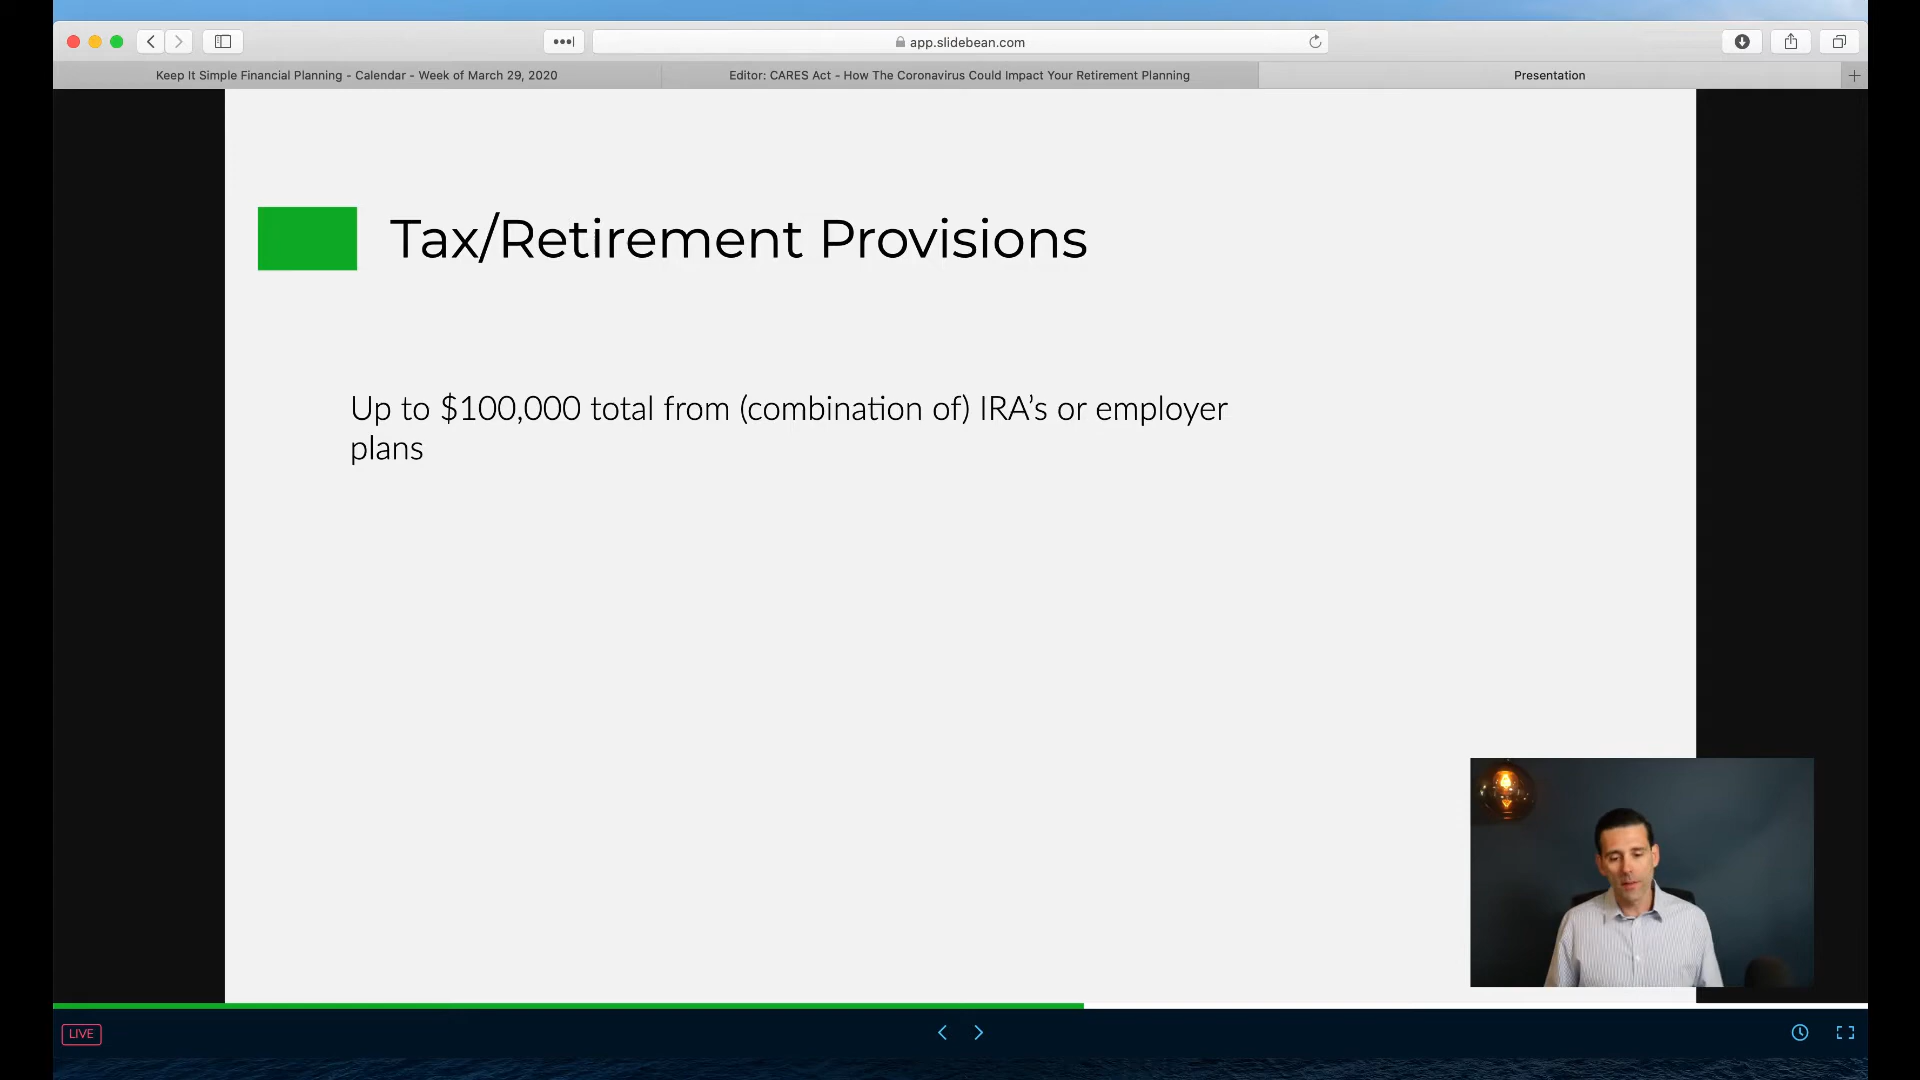 app.slidebean.com
Keep It Simple Financial Planning - Calendar - Week of March 29, 2020
Editor: CARES Act - How The Coronavirus Could Impact Your Retirement Planning
Presentation
Tax/Retirement Provisions
Up to $100,000 total from (combination of) IRA’s or employer
plans
LIVE